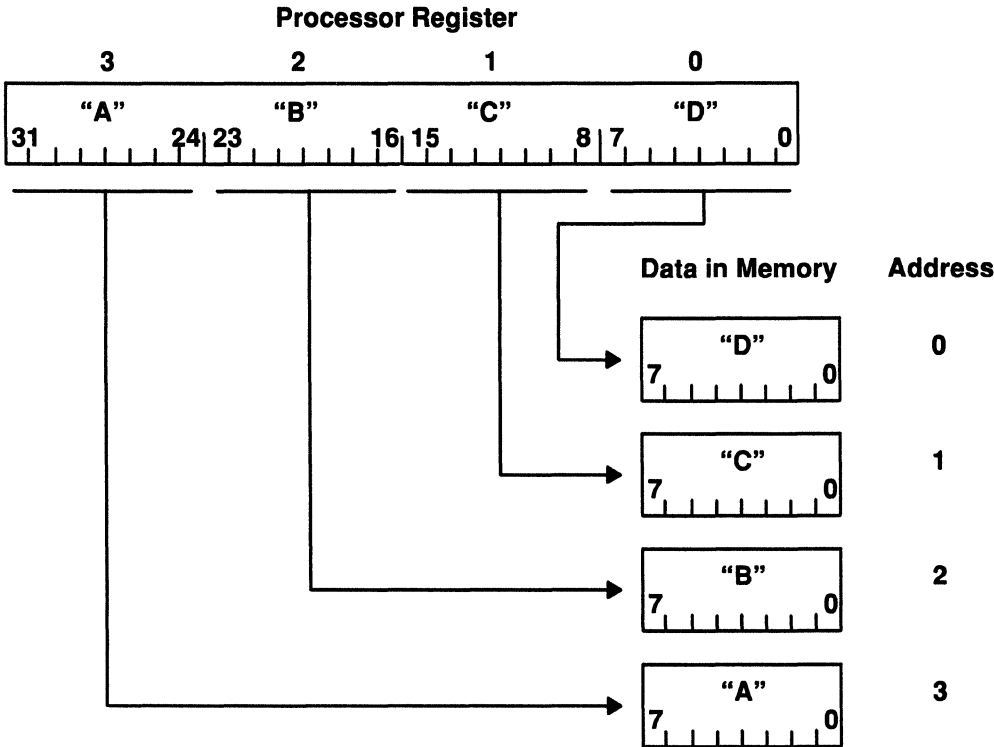 Processor Register
3 2 1 0
“A” “B” “C” “D”
31 24 23 16 15 8 7 0
Data in Memory Address
“D” 0
7 0
“C” 1
7 0
“B” 2
7 0
“A” 3
7 0